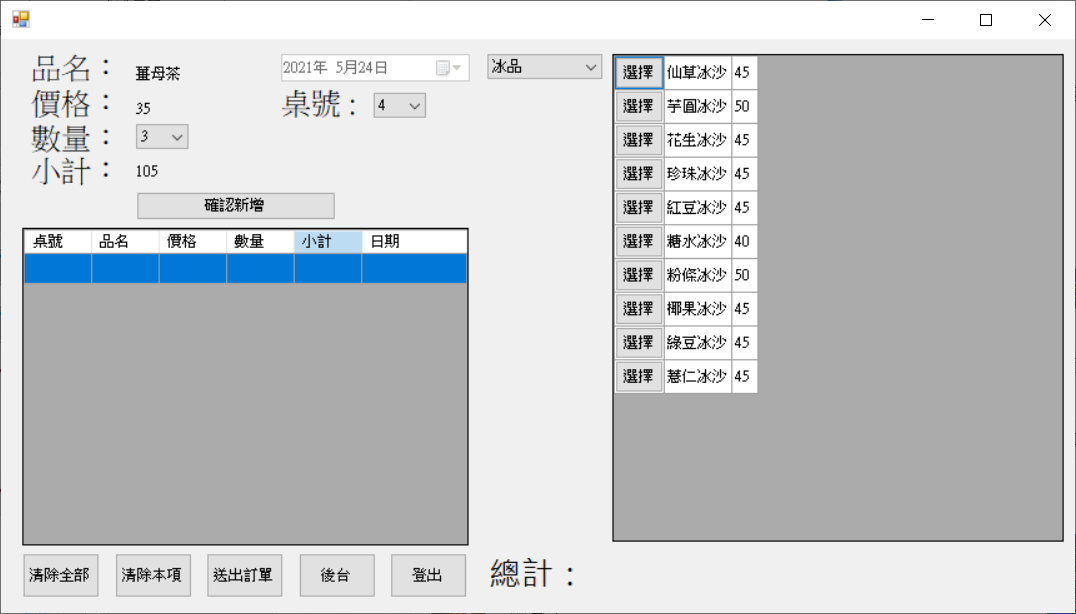 品名： 薑母茶
2021年 5月24日
冰品
價格： 35
桌號： 4
數量： 3
小計： 105
確認新增
桌號 品名 價格 數量 小計 日期
選擇 仙草冰沙 45
選擇 芋圓冰沙 50
選擇 花生冰沙 45
選擇 珍珠冰沙 45
選擇 紅豆冰沙 45
選擇 糖水冰沙 40
選擇 粉條冰沙 50
選擇 椰果冰沙 45
選擇 綠豆冰沙 45
選擇 薏仁冰沙 45
清除全部 清除本項 送出訂單 後台 登出
總計：